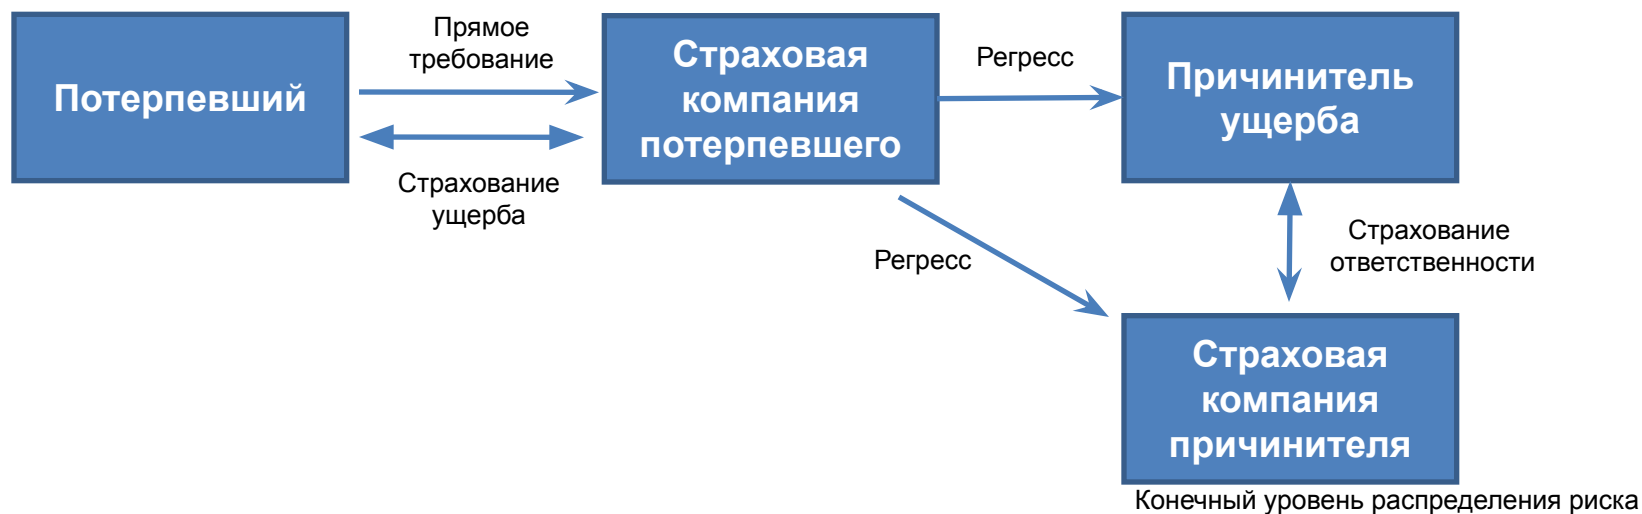 Потерпевший
Прямое
требование
Страхование
ущерба
Страховая
компания
потерпевшего
Регресс
Причинитель
ущерба
Регресс
Страхование
ответственности
Страховая
компания
причинителя
Конечный уровень распределения риска